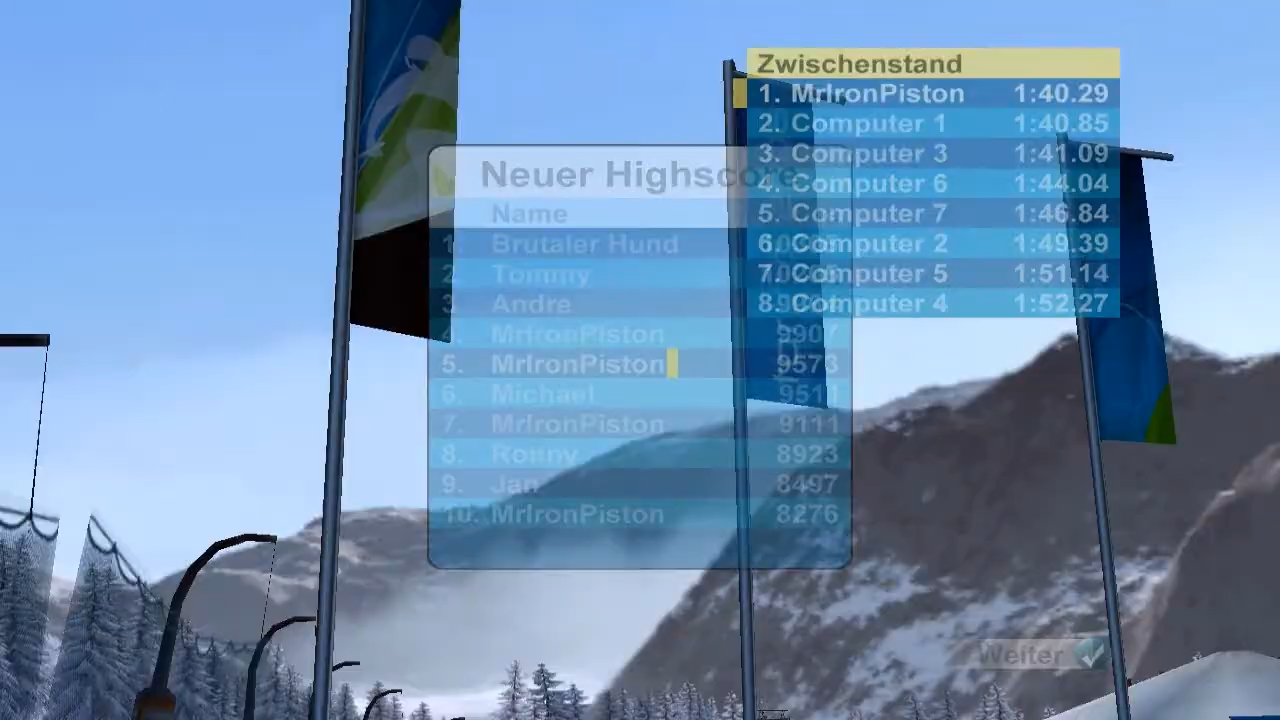 Zwischenstand
1. MrIronPiston 1:40.29
2. Computer 1 1:40.85
3. Computer 3 1:41.09
4. Computer 6 1:44.04
5. Computer 7 1:46.84
6. Computer 2 1:49.39
7. Computer 5 1:51.14
8. Computer 4 1:52.27
Neuer Highscore
Name
1. Brutaler Hund
2. Tommy
3. Andre
4. MrIronPiston 9907
5. MrIronPiston 9573
6. Michael
7. MrIronPiston 9111
8. Ronny 8923
9. Jan 8497
10. MrIronPiston 8276
Weiter